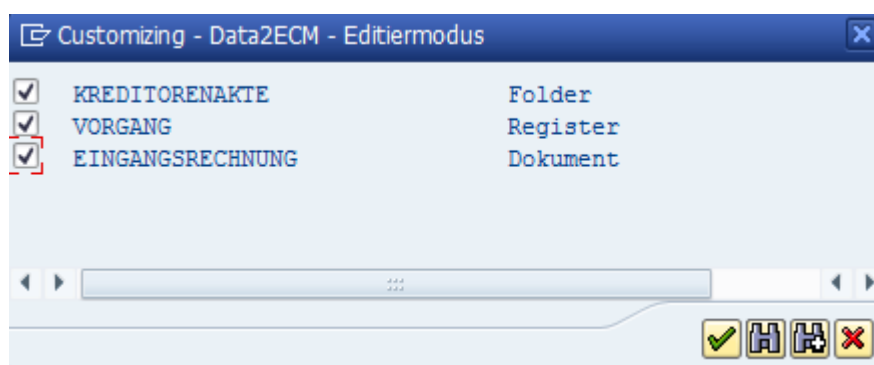 Customizing - Data2ECM - Editiermodus
KREDITORENAKTE Folder
VORGANG Register
EINGANGSRECHNUNG Dokument